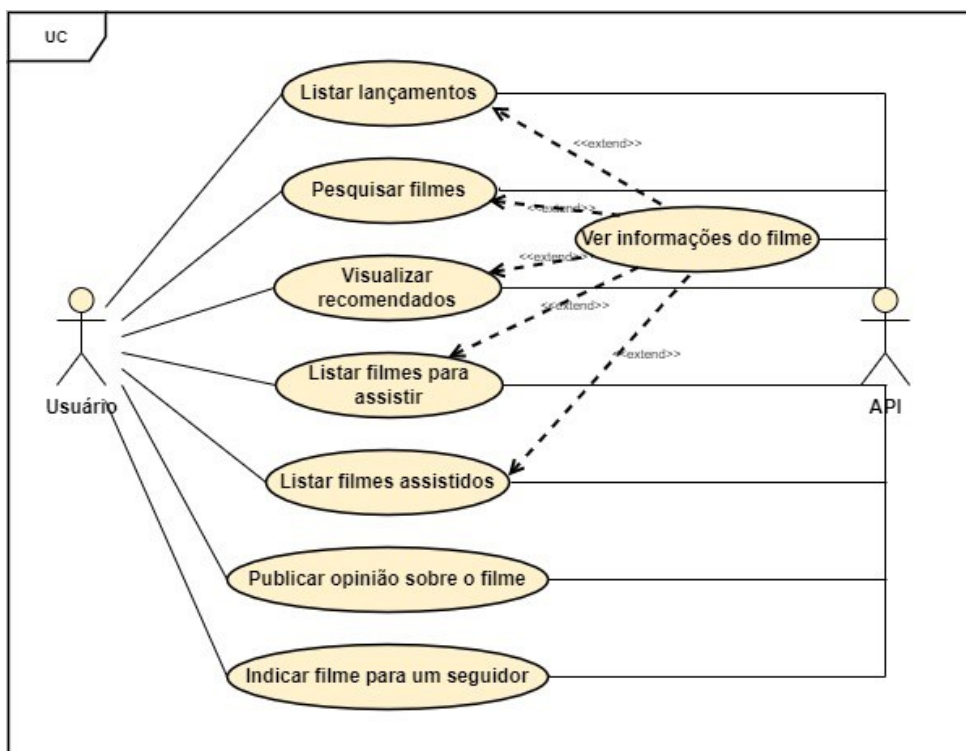 uc
Listar lançamentos
<<extend>>
Pesquisar filmes
<<extend>>
Ver informações do filme
<<extend>>
Visualizar
recomendados
<<extend>>
<<extend>>
Listar filmes para
assistir
Usuário
API
Listar filmes assistidos
Publicar opinião sobre o filme
Indicar filme para um seguidor